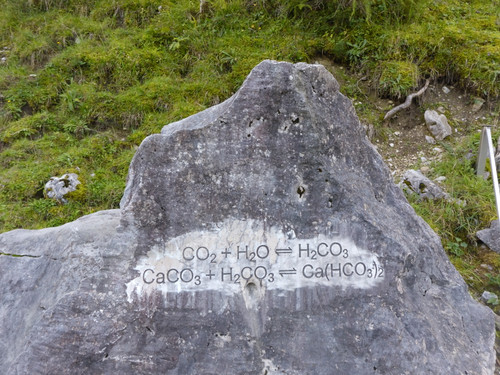 CO₂ + H₂O ⇌ H₂CO₃
CaCO₃ + H₂CO₃ ⇌ Ca(HCO₃)₂